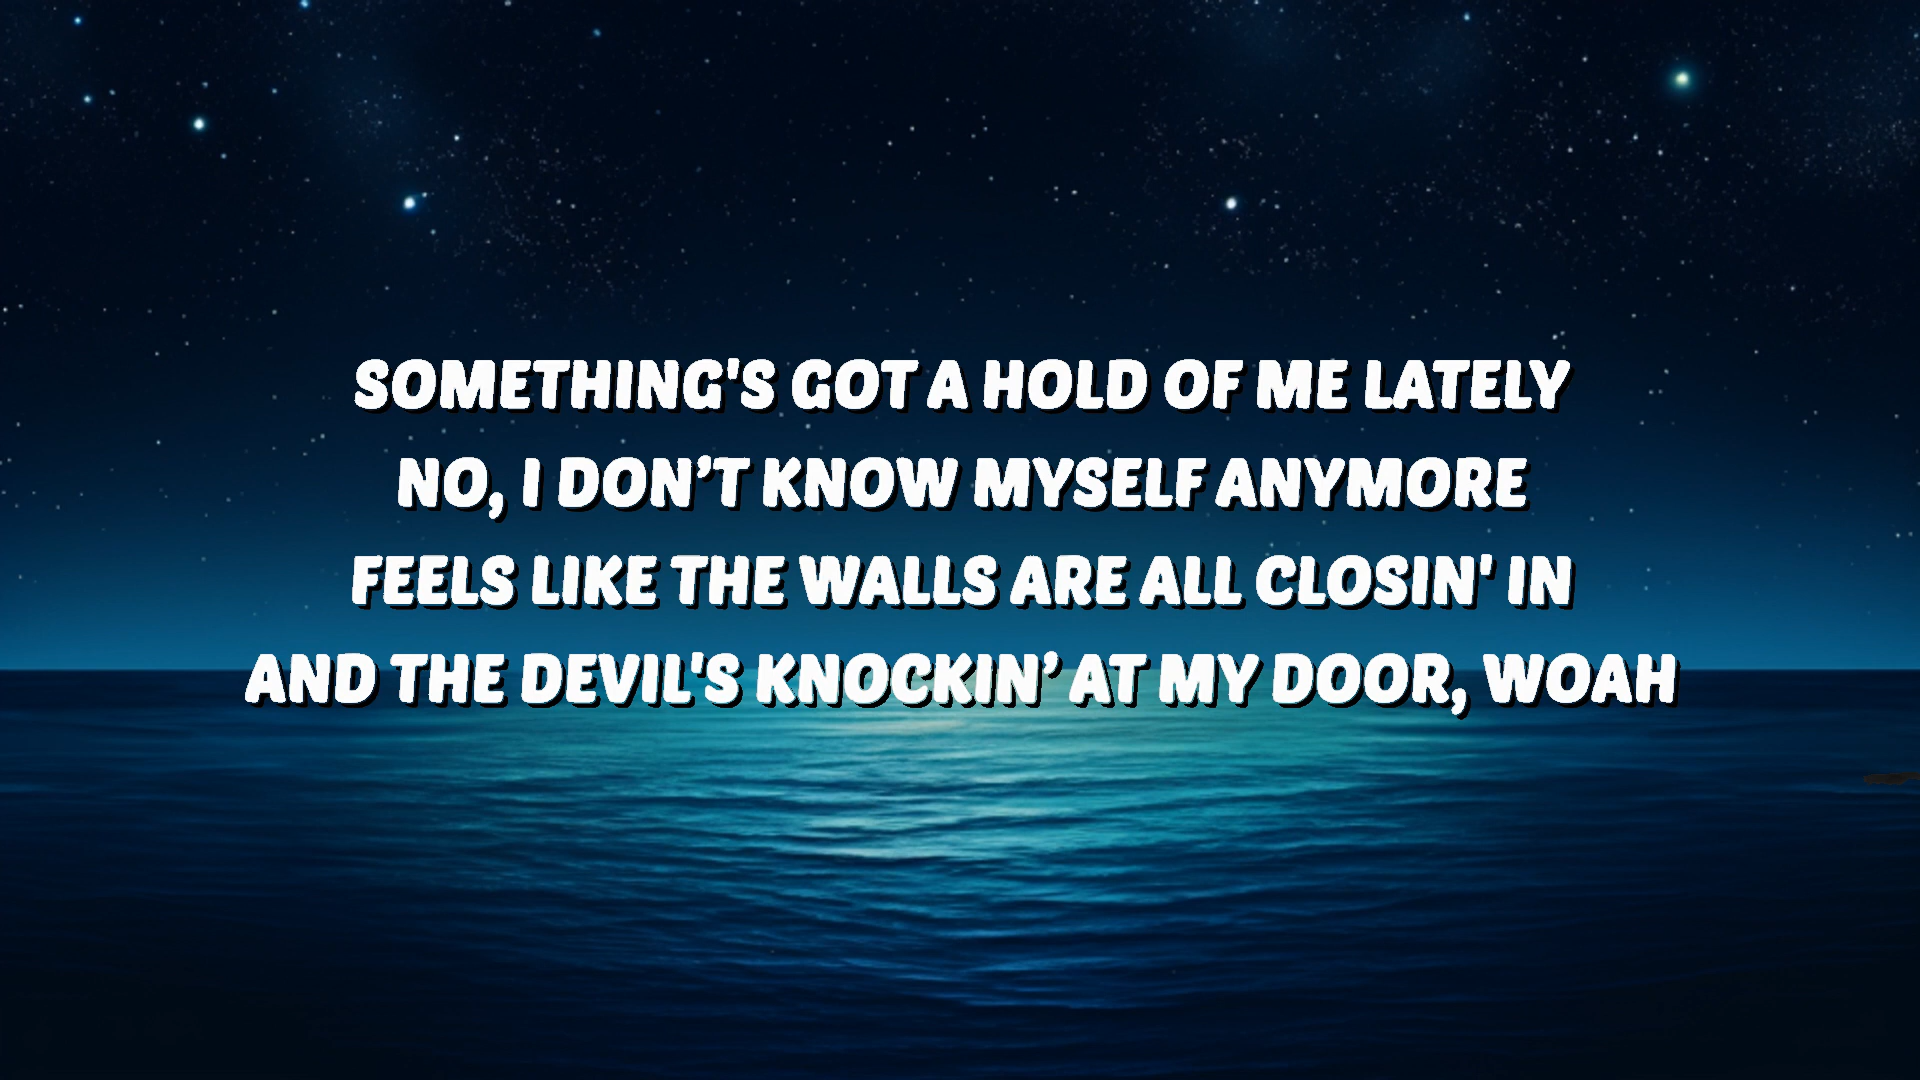 SOMETHING'S GOT A HOLD OF ME LATELY
NO, I DON’T KNOW MYSELF ANYMORE
FEELS LIKE THE WALLS ARE ALL CLOSIN' IN
AND THE DEVIL'S KNOCKIN’ AT MY DOOR, WOAH